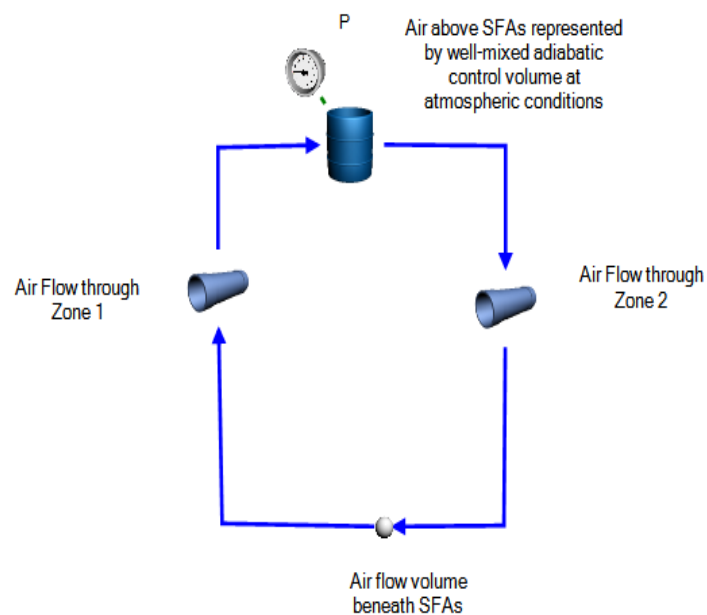 P
Air above SFAs represented
by well-mixed adiabatic
control volume at
atmospheric conditions
Air Flow through
Zone 1
Air Flow through
Zone 2
Air flow volume
beneath SFAs